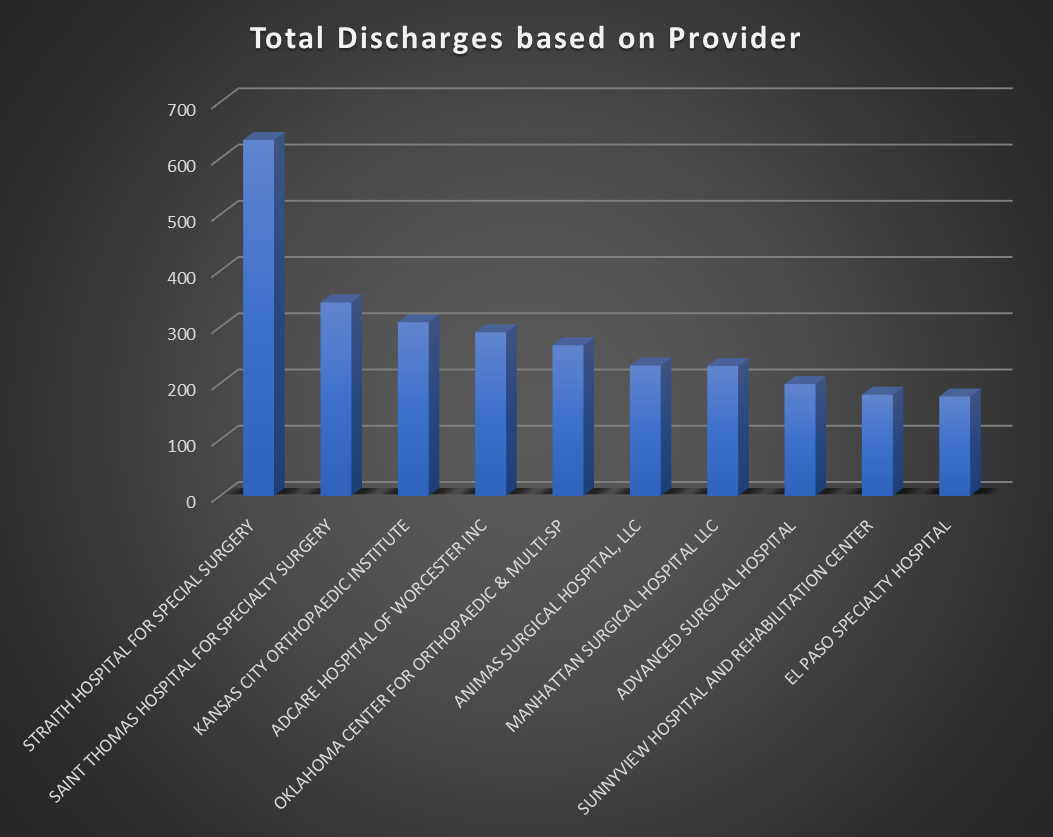 Total Discharges based on Provider
700
600
500
400
300
200
100
0
STRAITH HOSPITAL FOR SPECIAL SURGERY
SAINT THOMAS HOSPITAL FOR SPECIALTY SURGERY
KANSAS CITY ORTHOPAEDIC INSTITUTE
ADCARE HOSPITAL OF WORCESTER INC
OKLAHOMA CENTER FOR ORTHOPAEDIC & MULTI-SP
ANIMAS SURGICAL HOSPITAL, LLC
MANHATTAN SURGICAL HOSPITAL LLC
ADVANCED SURGICAL HOSPITAL
SUNNYVIEW HOSPITAL AND REHABILITATION CENTER
EL PASO SPECIALTY HOSPITAL